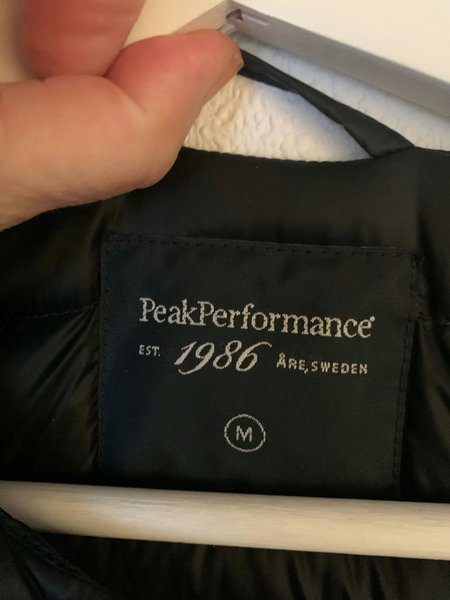 PeakPerformance®
EST. 1986 ÅRE, SWEDEN
M